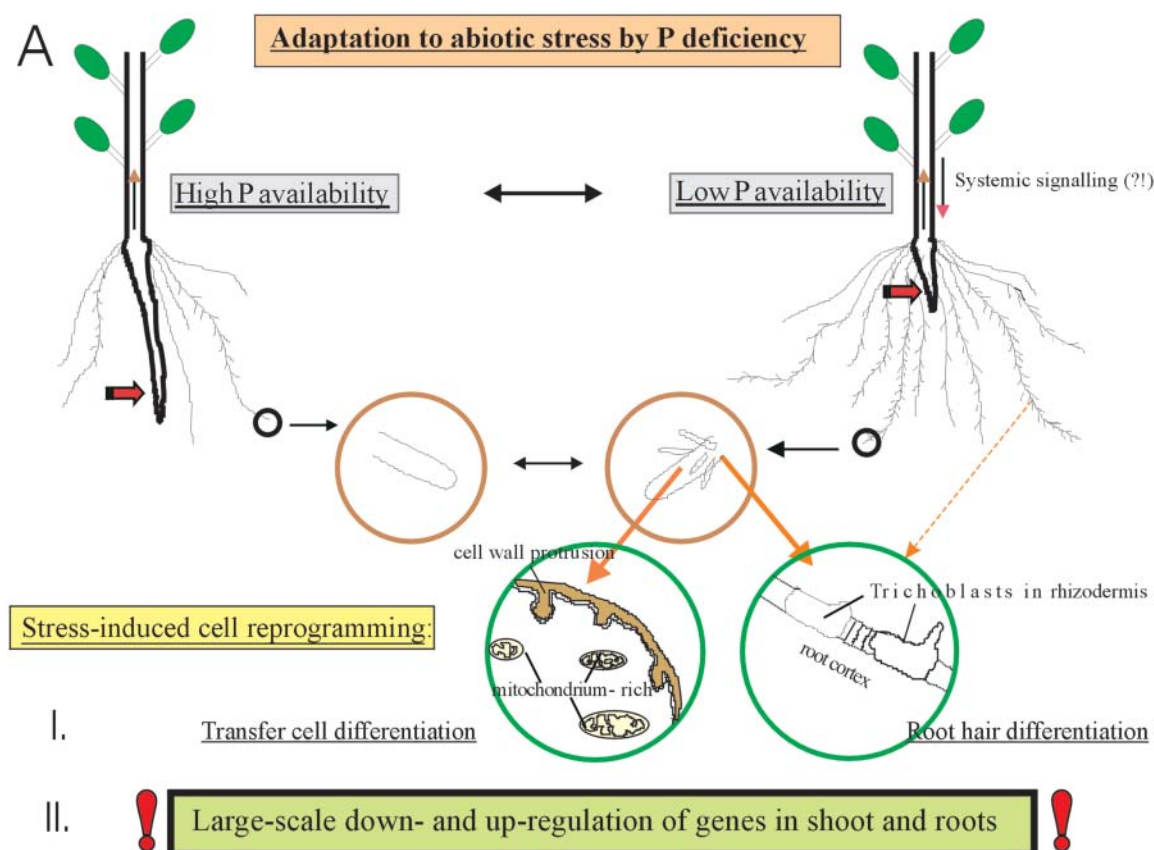 A
Adaptation to abiotic stress by P deficiency
High P availability
Low P availability
Systemic signalling (?!)
cell wall protrusion
Trichoblasts in rhizodermis
Stress-induced cell reprogramming:
root cortex
mitochondrium- rich
I.
Transfer cell differentiation
Root hair differentiation
II.
! Large-scale down- and up-regulation of genes in shoot and roots !